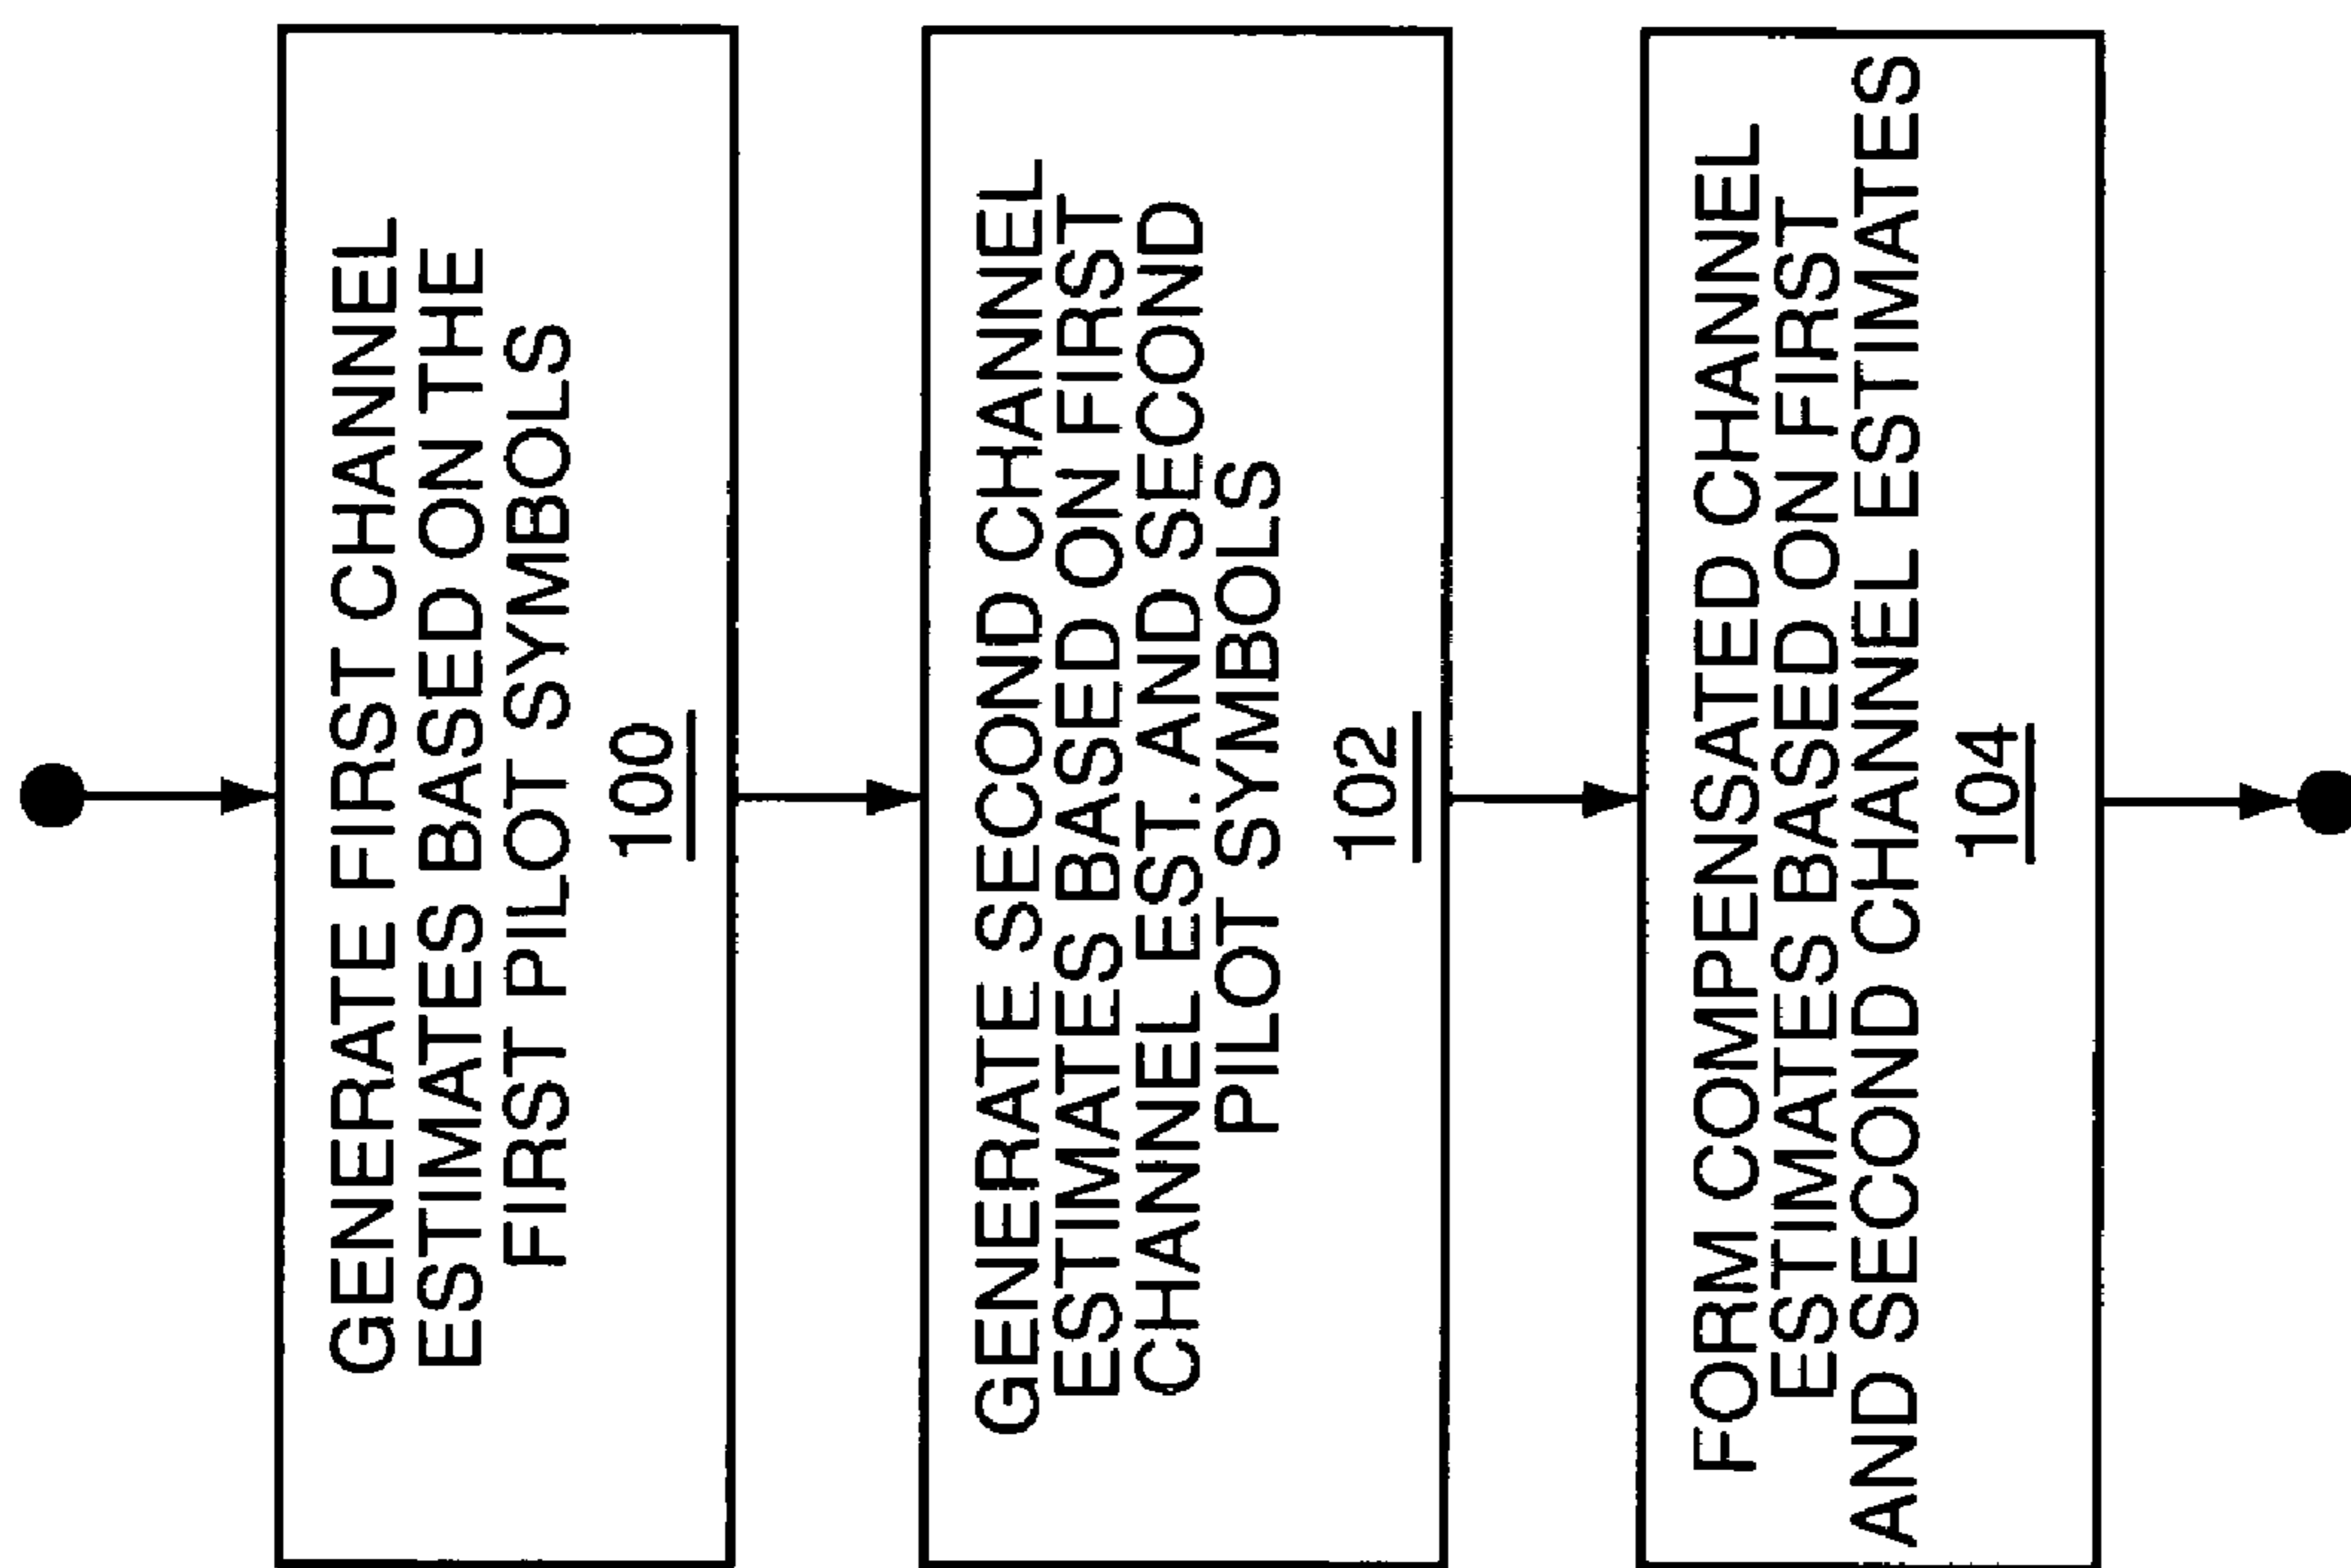 GENERATE FIRST CHANNEL
ESTIMATES BASED ON THE
FIRST PILOT SYMBOLS
100
GENERATE SECOND CHANNEL
ESTIMATES BASED ON FIRST
CHANNEL EST. AND SECOND
PILOT SYMBOLS
102
FORM COMPENSATED CHANNEL
ESTIMATES BASED ON FIRST
AND SECOND CHANNEL ESTIMATES
104